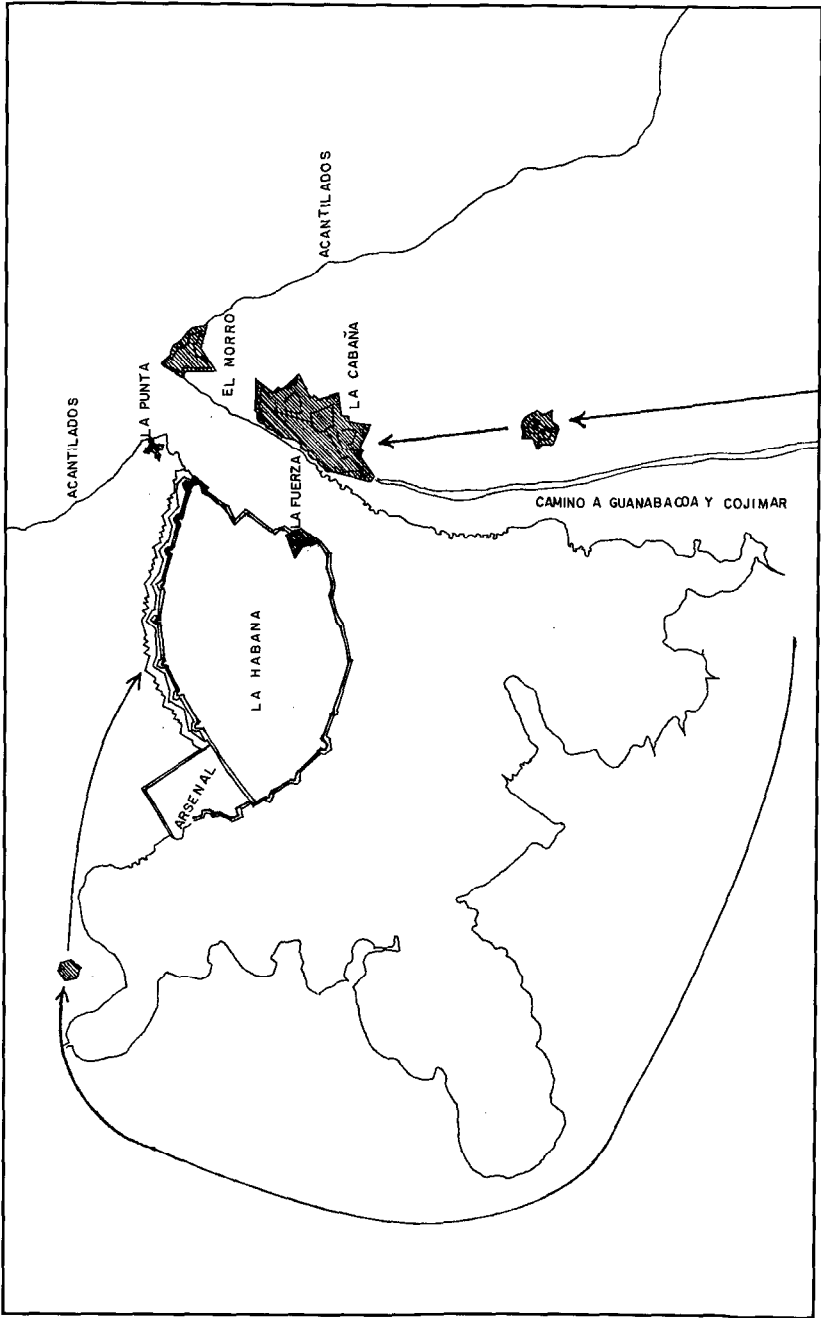 ACANTILADOS
ACANTILADOS
LA PUNTA
EL MORRO
LA CABAÑA
LA FUERZA
CAMINO A GUANABACOA Y COJIMAR
LA HABANA
ARSENAL